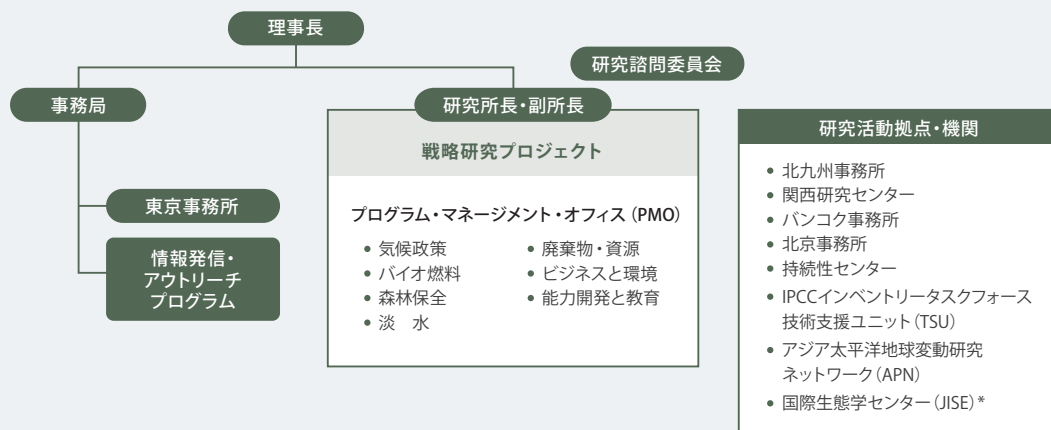 理事長
研究諮問委員会
事務局
研究所長・副所長
戦略研究プロジェクト
東京事務所
情報発信・
アウトリーチ
プログラム
プログラム・マネージメント・オフィス(PMO)
• 気候政策
• バイオ燃料
• 森林保全
• 淡　水
• 廃棄物・資源
• ビジネスと環境
• 能力開発と教育
研究活動拠点・機関
• 北九州事務所
• 関西研究センター
• バンコク事務所
• 北京事務所
• 持続性センター
• IPCCインベントリータスクフォース
技術支援ユニット(TSU)
• アジア太平洋地球変動研究
ネットワーク(APN)
• 国際生態学センター(JISE)*